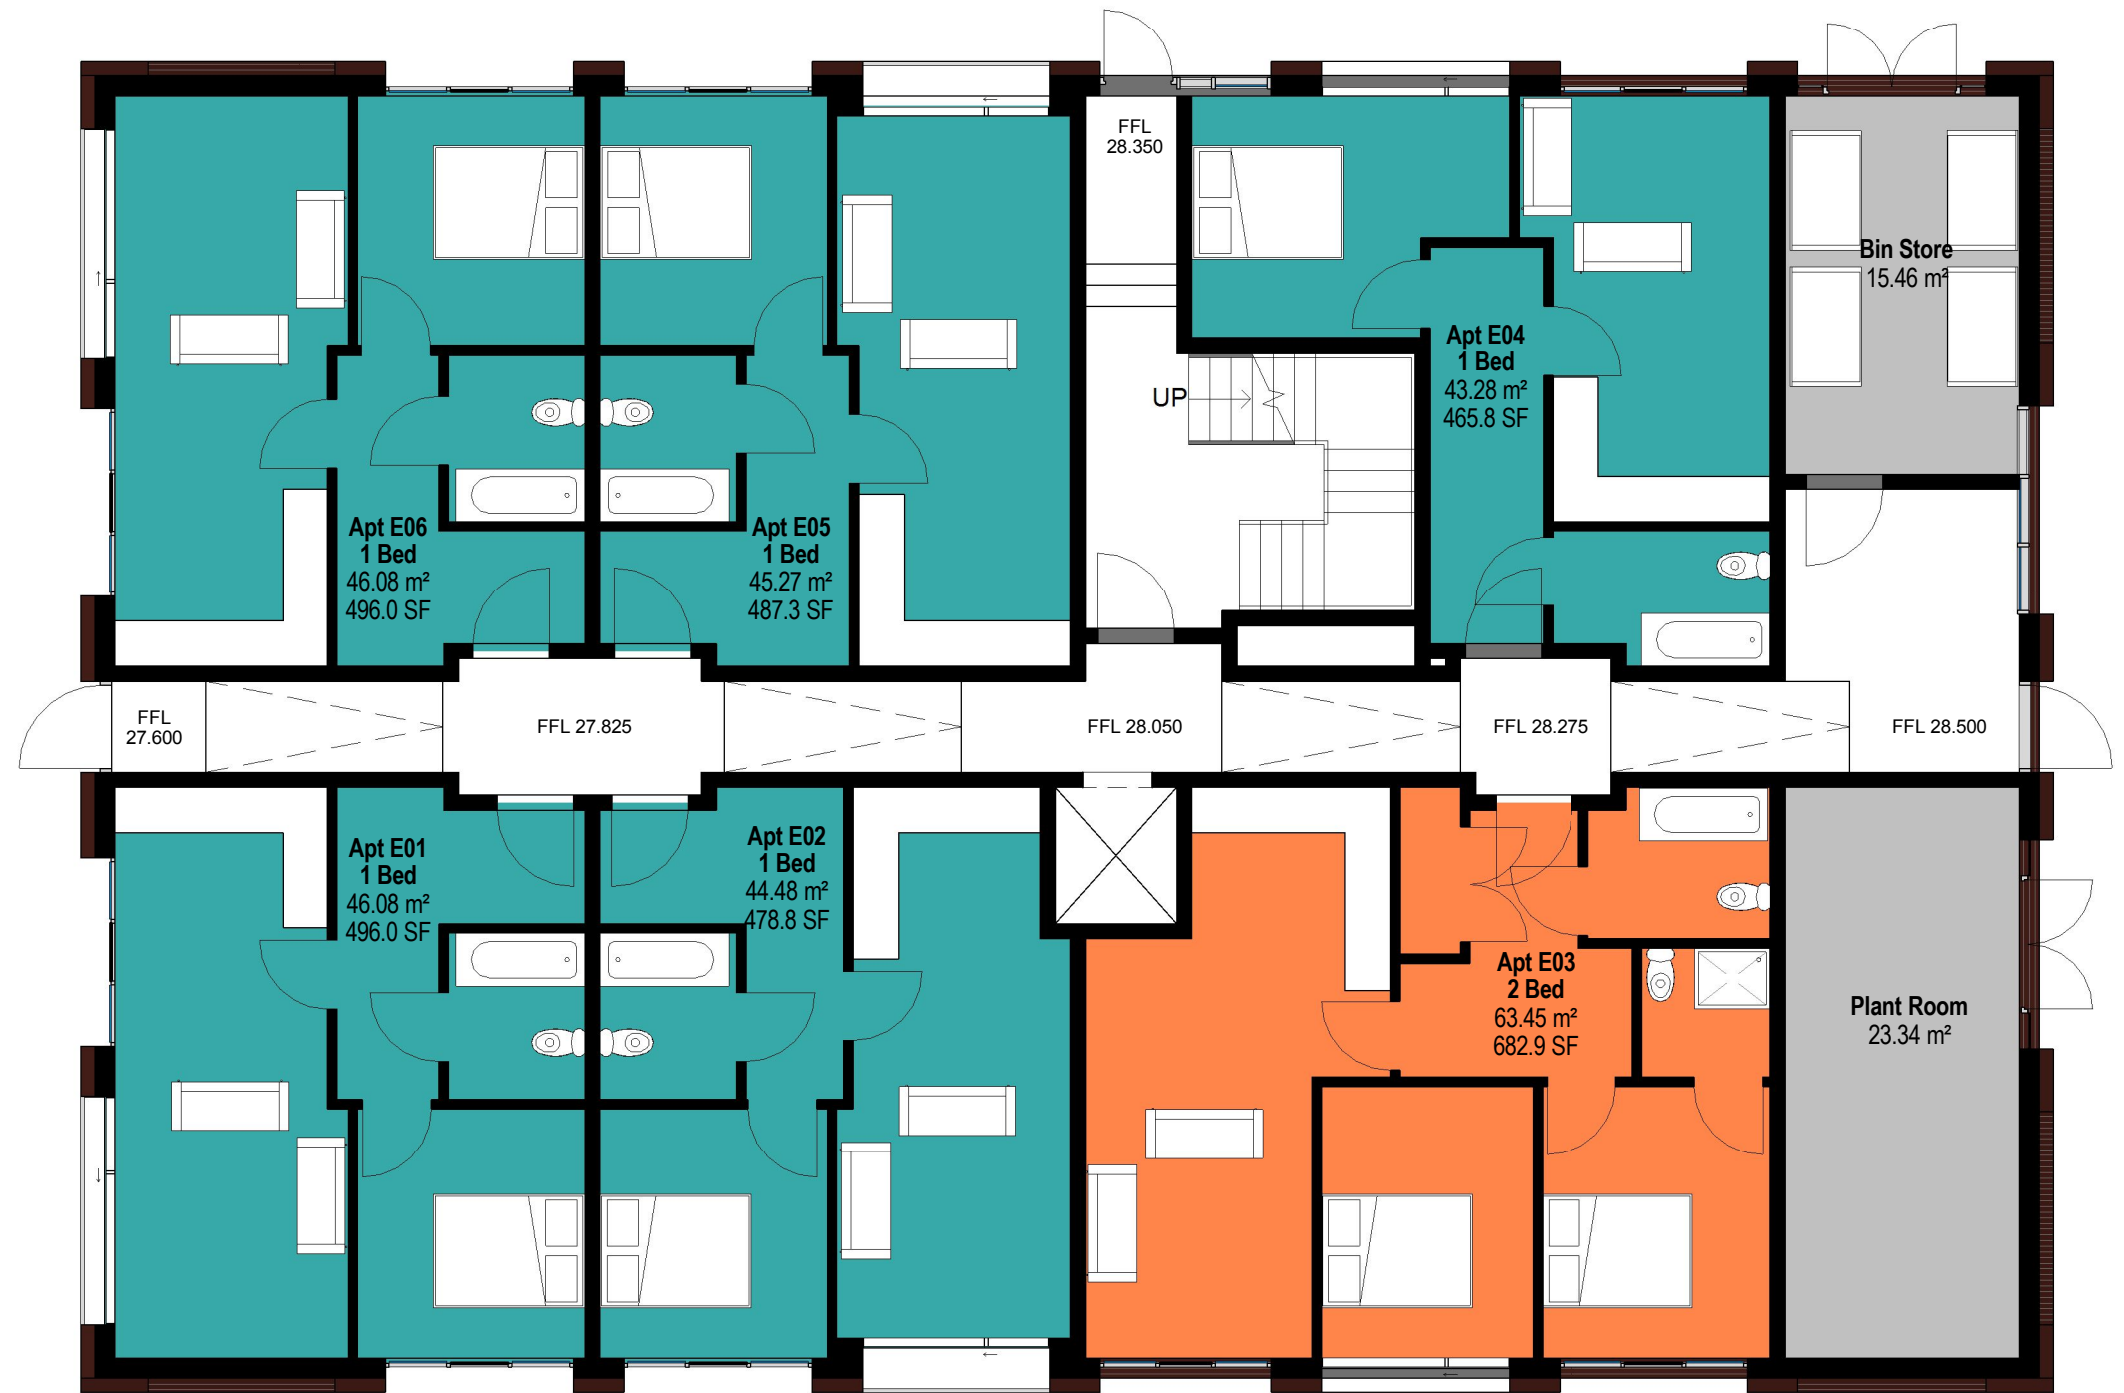 FFL
28.350
Bin Store
15.46 m²
Apt E04
1 Bed
43.28 m²
465.8 SF
UP
Apt E06
1 Bed
46.08 m²
496.0 SF
Apt E05
1 Bed
45.27 m²
487.3 SF
FFL
27.600
FFL 27.825
FFL 28.050
FFL 28.275
FFL 28.500
Apt E01
1 Bed
46.08 m²
496.0 SF
Apt E02
1 Bed
44.48 m²
478.8 SF
Apt E03
2 Bed
63.45 m²
682.9 SF
Plant Room
23.34 m²